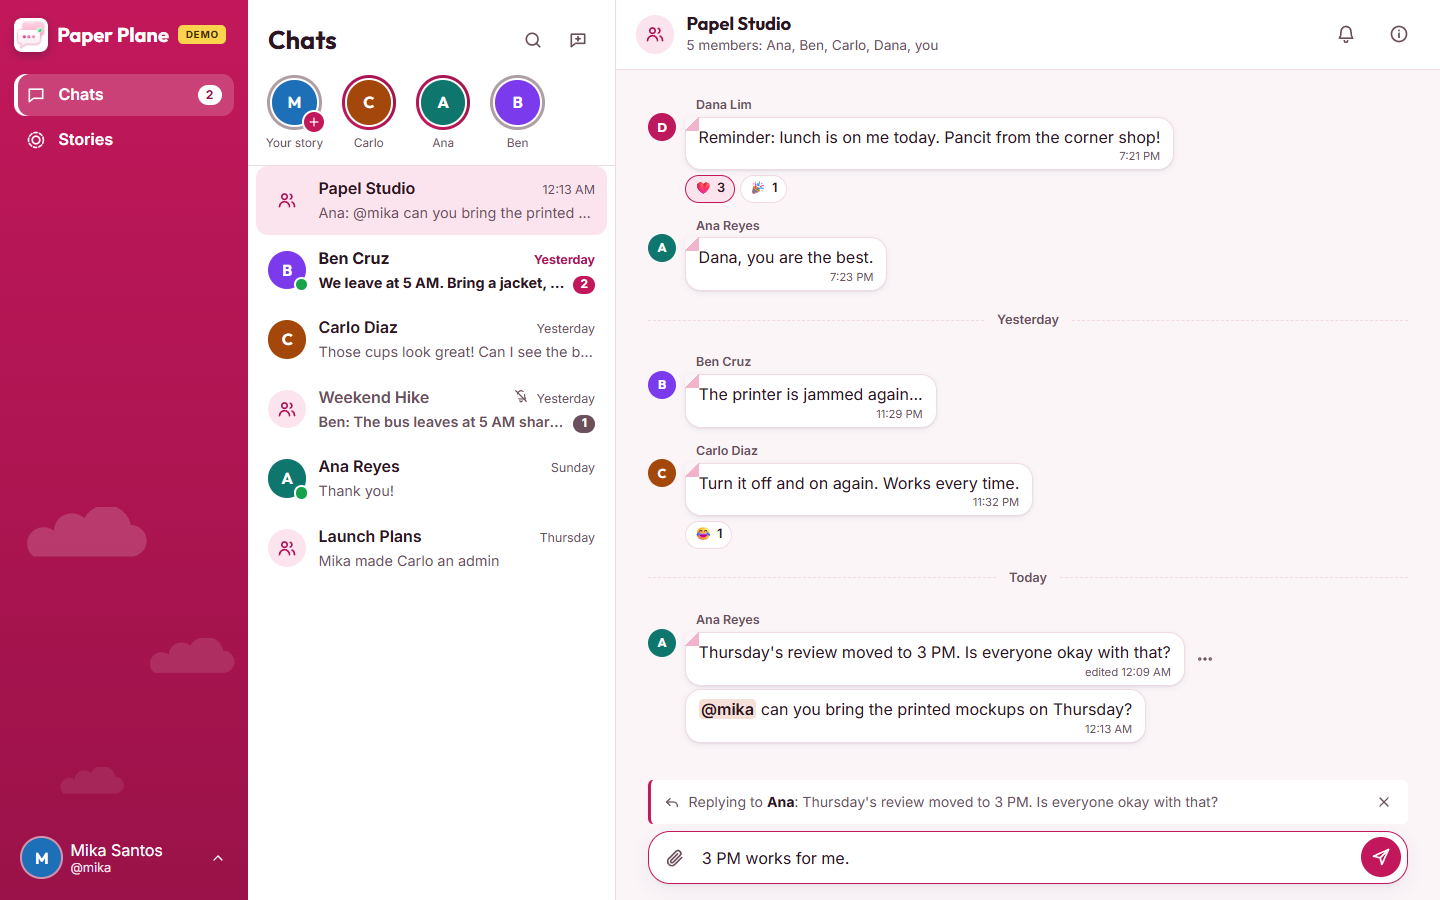 Paper Plane DEMO
Chats 2
Stories
M Mika Santos
@mika
Chats
M C A B
Your story Carlo Ana Ben
Papel Studio 12:13 AM
Ana: @mika can you bring the printed ...
B Ben Cruz Yesterday
We leave at 5 AM. Bring a jacket, ... 2
C Carlo Diaz Yesterday
Those cups look great! Can I see the b...
Weekend Hike Yesterday
Ben: The bus leaves at 5 AM shar... 1
A Ana Reyes Sunday
Thank you!
Launch Plans Thursday
Mika made Carlo an admin
Papel Studio
5 members: Ana, Ben, Carlo, Dana, you
Dana Lim
D Reminder: lunch is on me today. Pancit from the corner shop!
7:21 PM
❤️ 3 🎉 1
Ana Reyes
A Dana, you are the best.
7:23 PM
Yesterday
Ben Cruz
B The printer is jammed again...
11:29 PM
Carlo Diaz
C Turn it off and on again. Works every time.
11:32 PM
😂 1
Today
Ana Reyes
A Thursday's review moved to 3 PM. Is everyone okay with that?
edited 12:09 AM
@mika can you bring the printed mockups on Thursday?
12:13 AM
Replying to Ana: Thursday's review moved to 3 PM. Is everyone okay with that?
3 PM works for me.